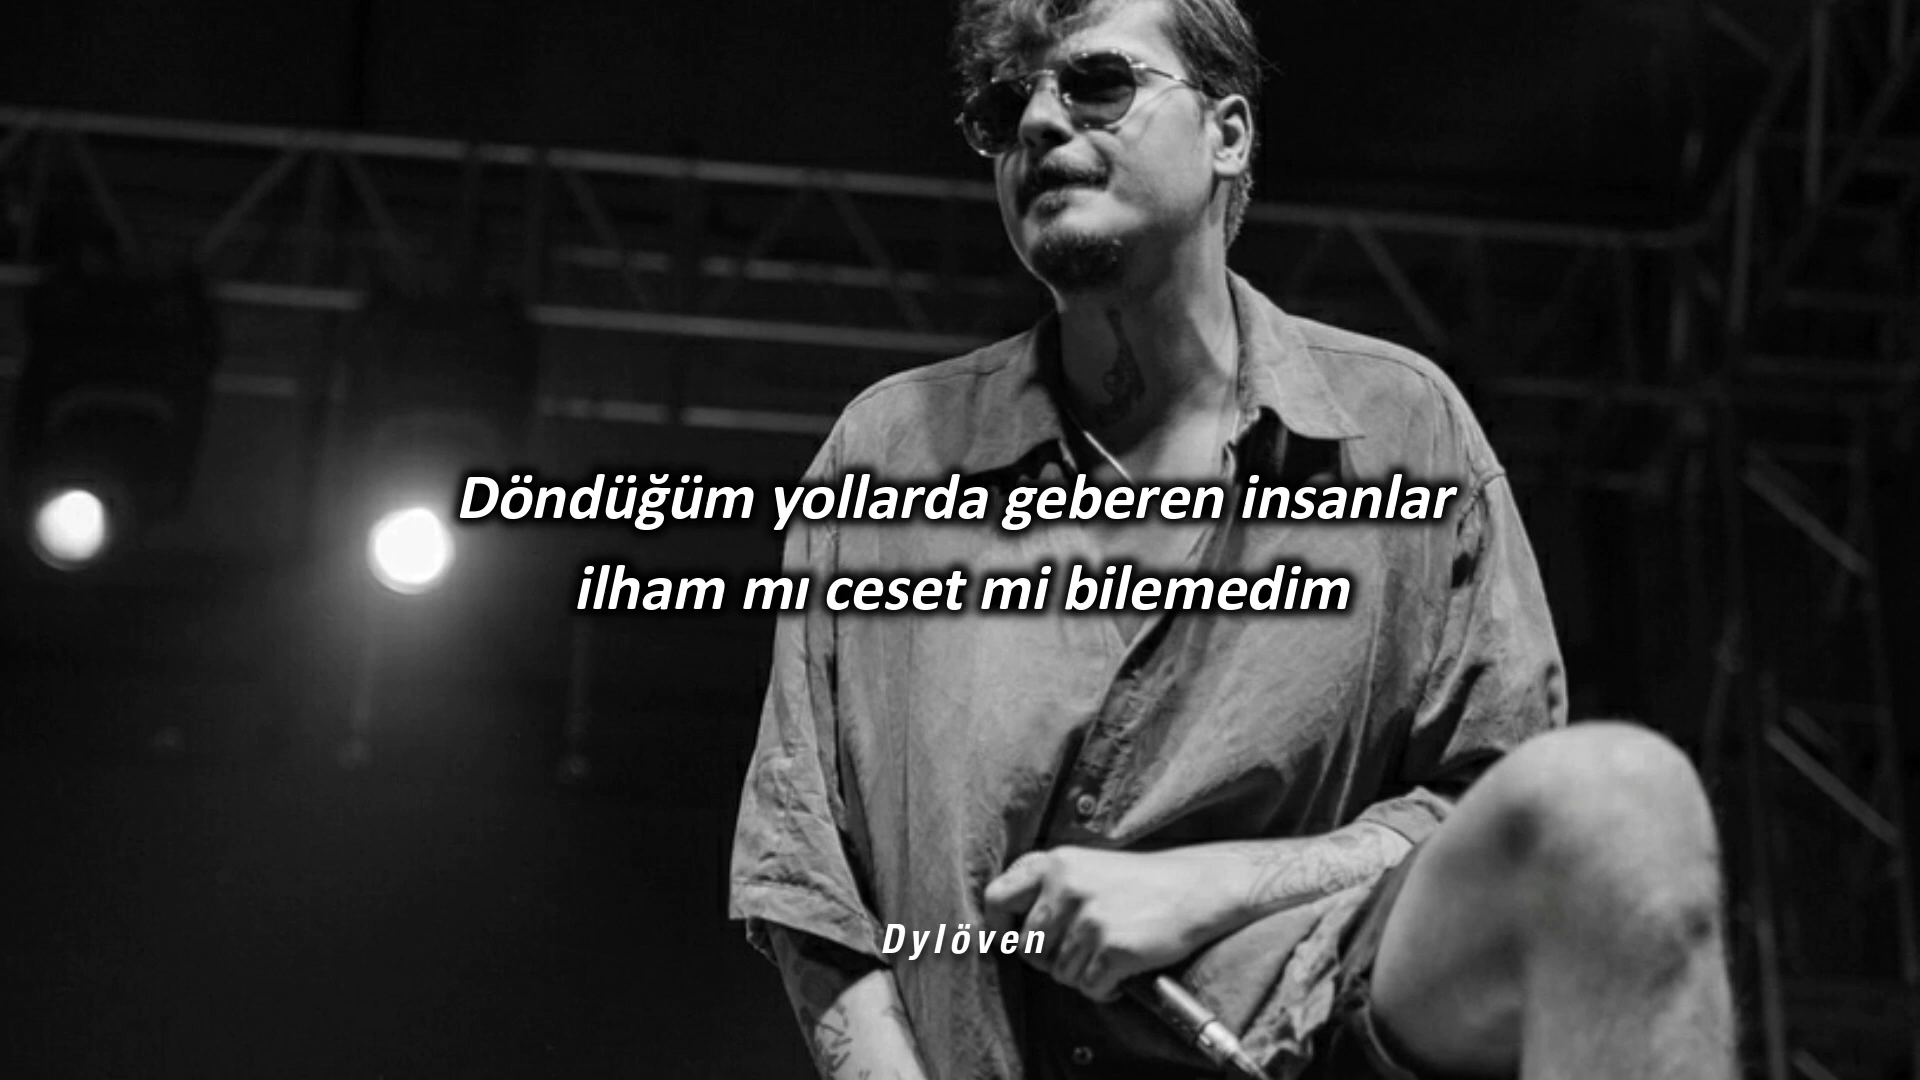 Döndüğüm yollarda geberen insanlar
ilham mı ceset mi bilemedim
Dylöven